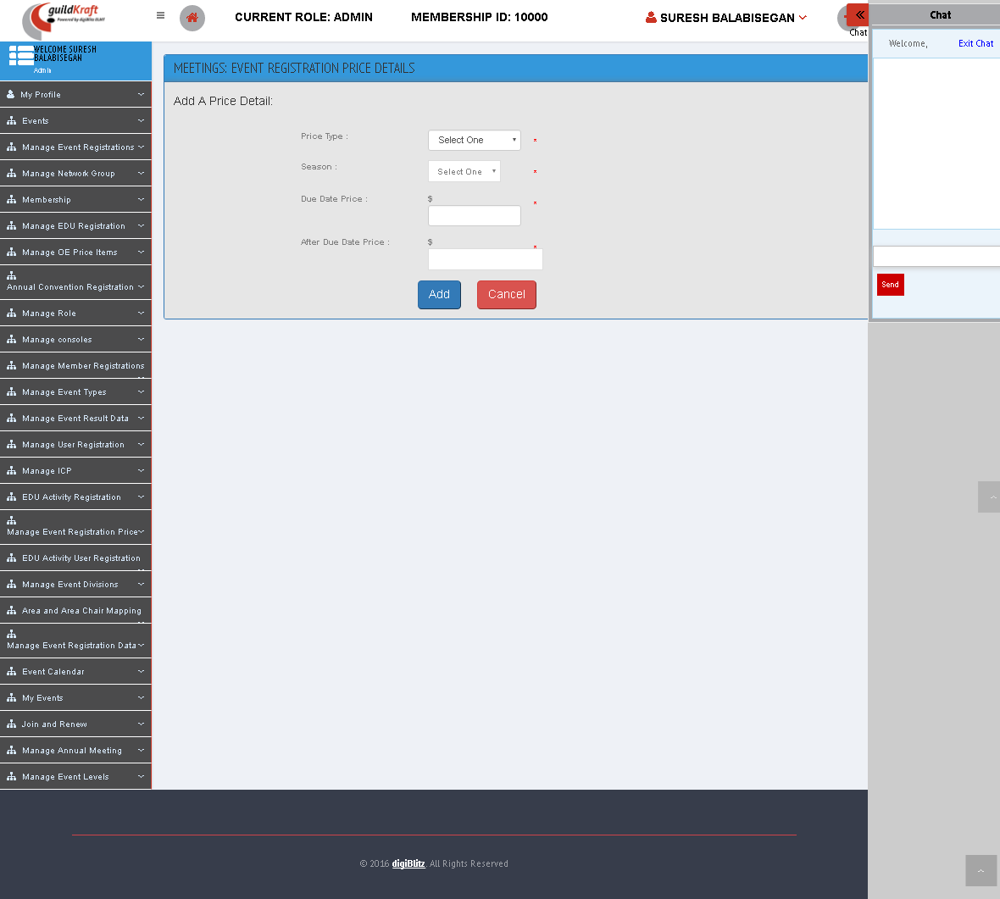 guildKraft
Powered by digiBlitz ELMT
CURRENT ROLE: ADMIN
MEMBERSHIP ID: 10000
SURESH BALABISEGAN
Chat
«
Chat
Welcome,
Exit Chat
Send
WELCOME SURESH
BALABISEGAN
Admin
My Profile
Events
Manage Event Registrations
Manage Network Group
Membership
Manage EDU Registration
Manage OE Price Items
Annual Convention Registration
Manage Role
Manage consoles
Manage Member Registrations
Manage Event Types
Manage Event Result Data
Manage User Registration
Manage ICP
EDU Activity Registration
Manage Event Registration Price
EDU Activity User Registration
Manage Event Divisions
Area and Area Chair Mapping
Manage Event Registration Data
Event Calendar
My Events
Join and Renew
Manage Annual Meeting
Manage Event Levels
MEETINGS: EVENT REGISTRATION PRICE DETAILS
Add A Price Detail:
Price Type :
Select One
*
Season :
Select One
*
Due Date Price :
$
*
After Due Date Price :
$
*
Add
Cancel
© 2016 digiBlitz. All Rights Reserved